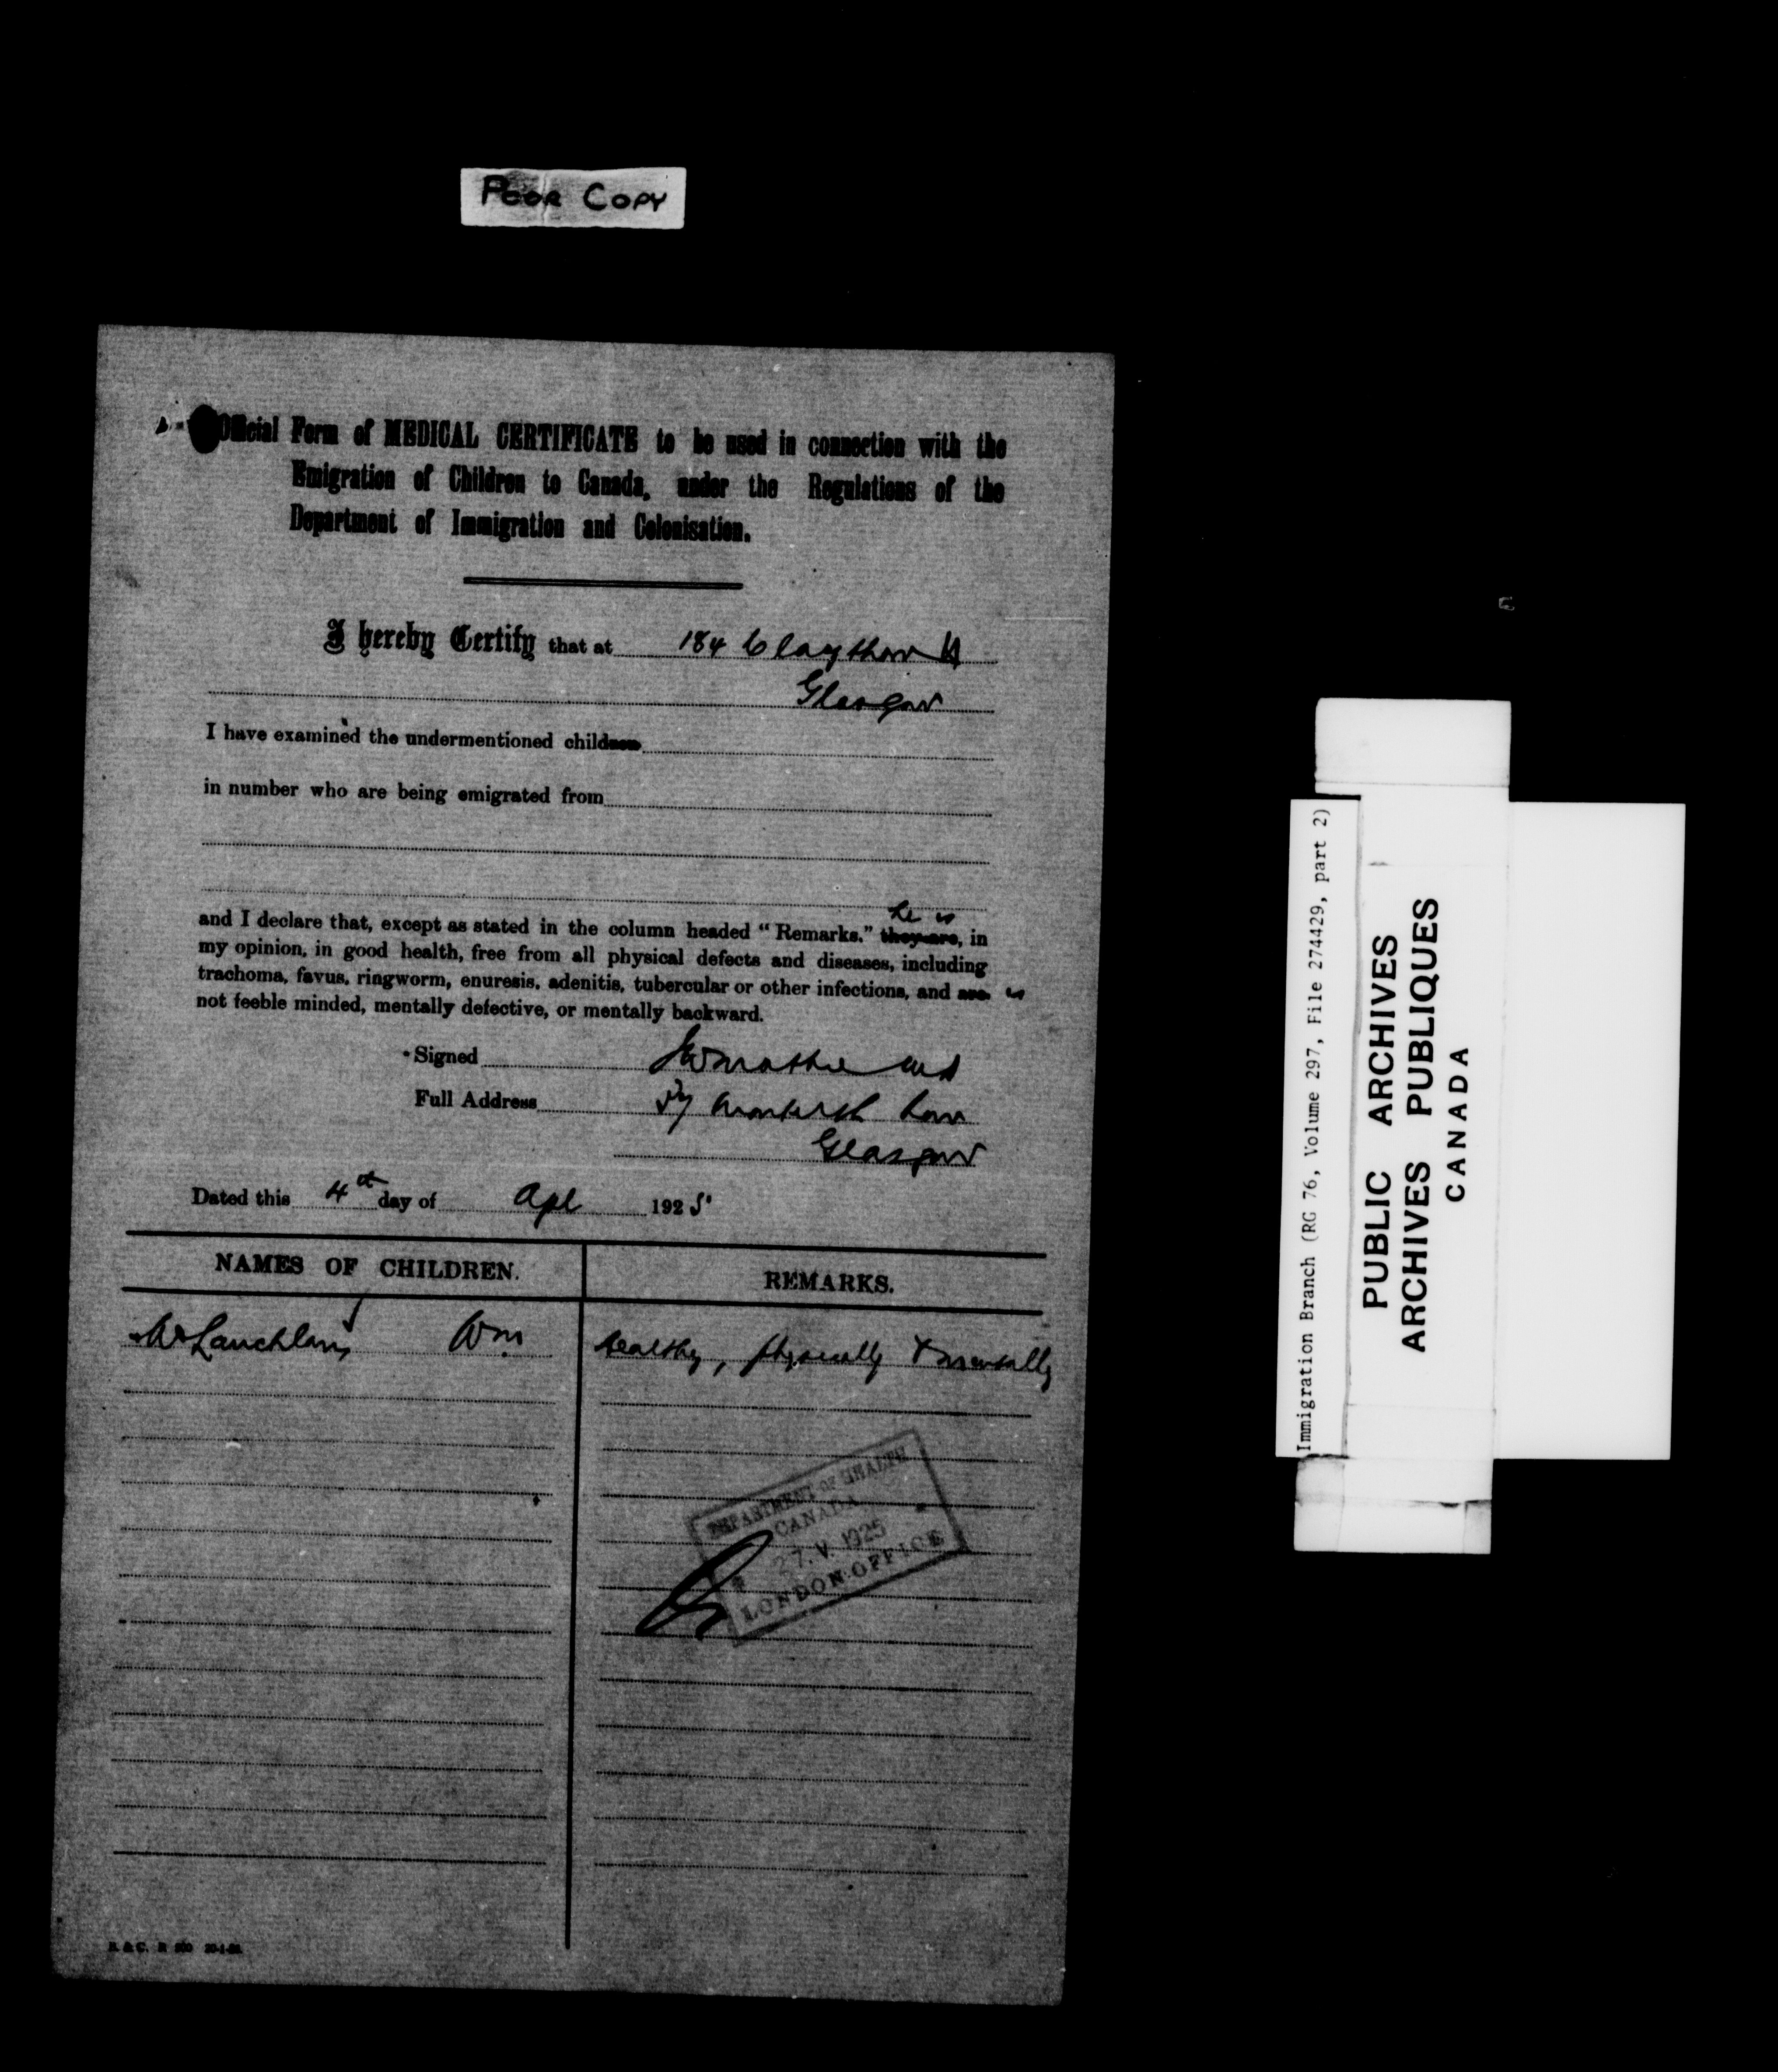 POOR COPY
Official Form of MEDICAL CERTIFICATE to be used in connection with the
Emigration of Children to Canada, under the Regulations of the
Department of Immigration and Colonisation.
I hereby Certify that at 184 Claythorn St
Glasgow
I have examined the undermentioned children
in number who are being emigrated from
he is
and I declare that, except as stated in the column headed "Remarks." they are, in
my opinion, in good health, free from all physical defects and diseases, including
trachoma, favus, ringworm, enuresis, adenitis, tubercular or other infections, and are is
not feeble minded, mentally defective, or mentally backward.
Signed
Full Address Monteith Row
Glasgow
Dated this 4th day of Apl 1925
NAMES OF CHILDREN. REMARKS.
McLauchlan, Wm. healthy, physically & mentally
DEPARTMENT OF HEALTH
CANADA
27.V.1925
LONDON OFFICE
Immigration Branch (RG 76, Volume 297, File 274429, part 2)
PUBLIC ARCHIVES
ARCHIVES PUBLIQUES
CANADA